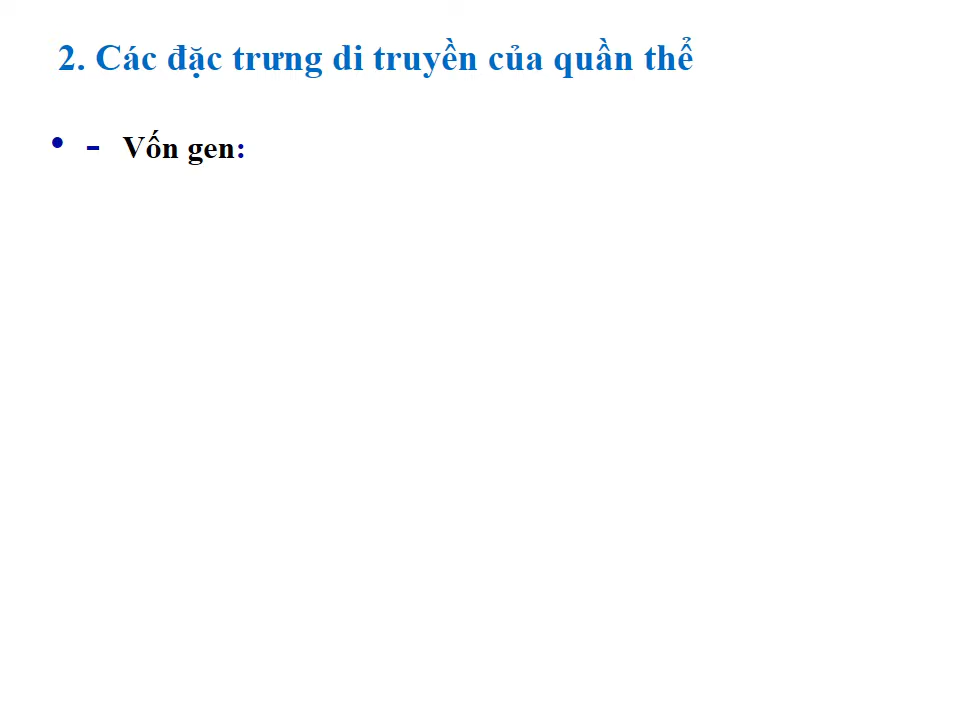 2. Các đặc trưng di truyền của quần thể
• - Vốn gen: